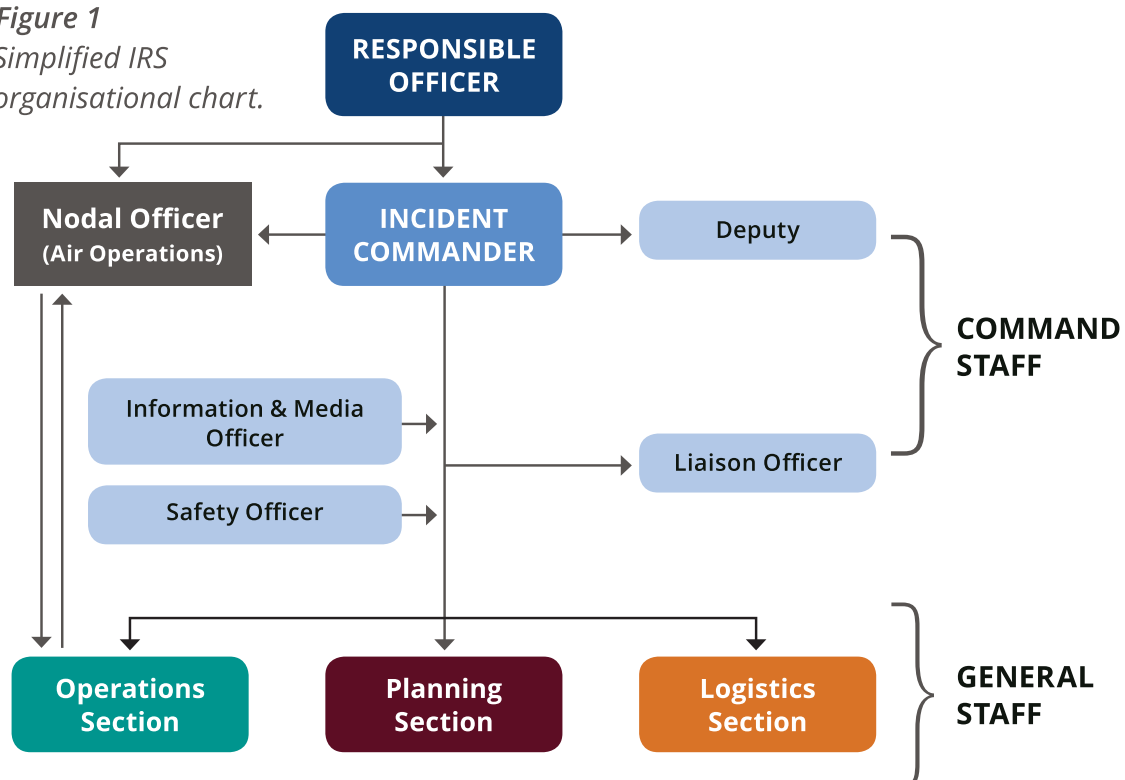 Figure 1
Simplified IRS
organisational chart.
RESPONSIBLE
OFFICER
Nodal Officer
(Air Operations)
INCIDENT
COMMANDER
Deputy
COMMAND
STAFF
Information & Media
Officer
Liaison Officer
Safety Officer
Operations
Section
Planning
Section
Logistics
Section
GENERAL
STAFF